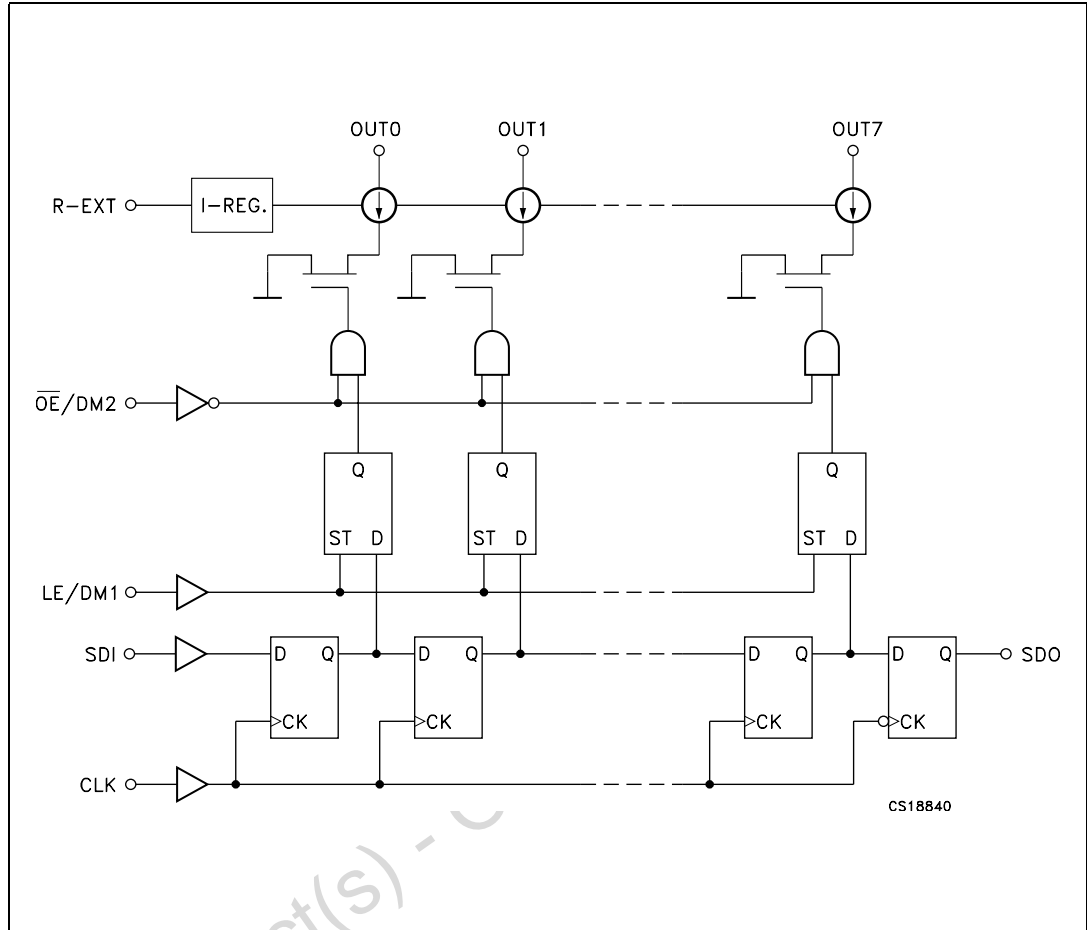 OUT0 OUT1 OUT7
R-EXT I-REG.
O̅E̅/DM2
Q Q Q
ST D ST D ST D
LE/DM1
SDI D Q D Q D Q D Q SDO
CK CK CK CK
CLK
CS18840
ct(s) -